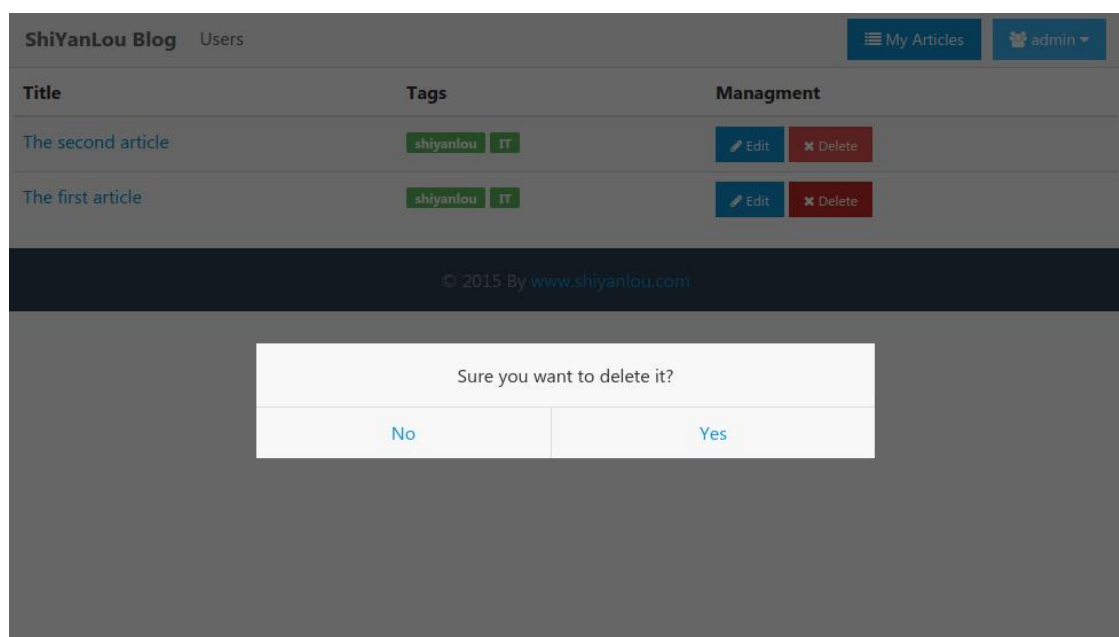 ShiYanLou Blog Users My Articles admin
Title Tags Managment
The second article shiyanlou IT Edit Delete
The first article shiyanlou IT Edit Delete
© 2015 By www.shiyanlou.com
Sure you want to delete it?
No Yes